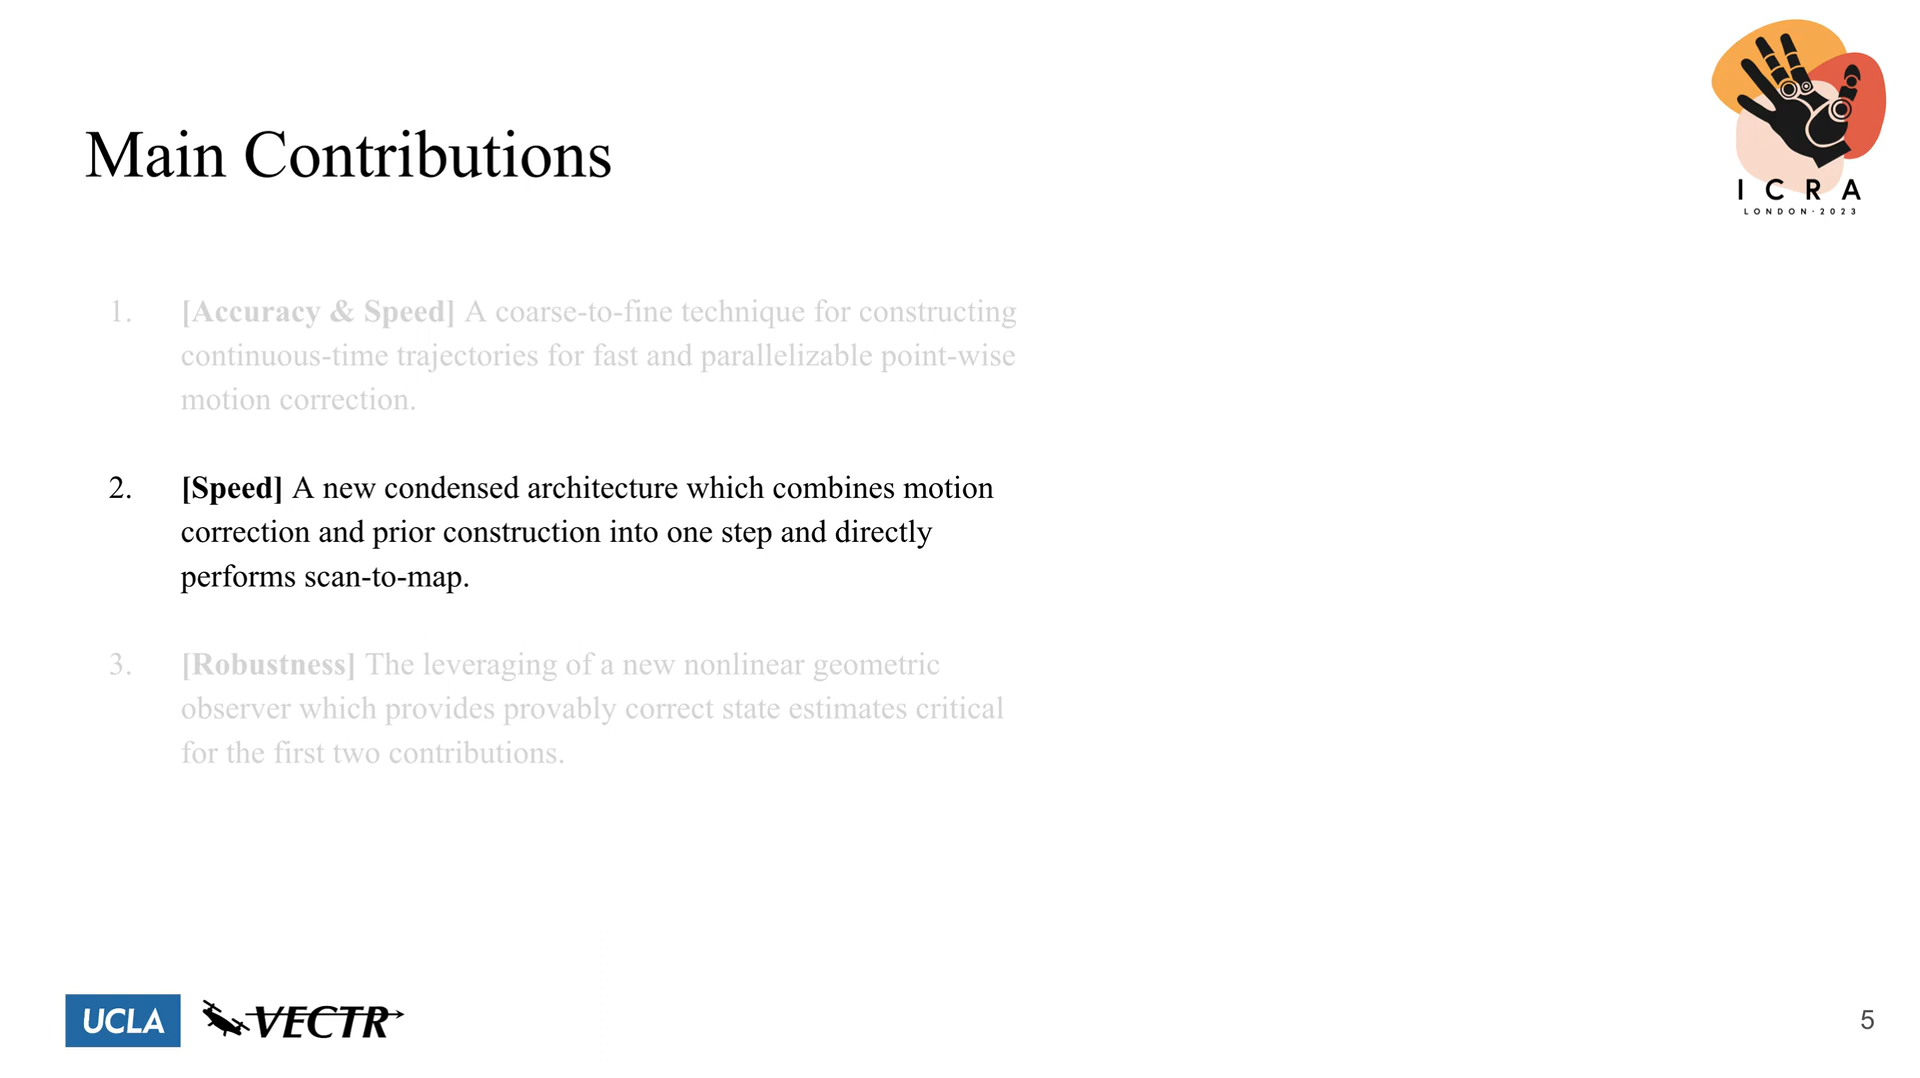 I C R A
LONDON·2023
Main Contributions
1. [Accuracy & Speed] A coarse-to-fine technique for constructing
continuous-time trajectories for fast and parallelizable point-wise
motion correction.
2. [Speed] A new condensed architecture which combines motion
correction and prior construction into one step and directly
performs scan-to-map.
3. [Robustness] The leveraging of a new nonlinear geometric
observer which provides provably correct state estimates critical
for the first two contributions.
UCLA VECTR
5